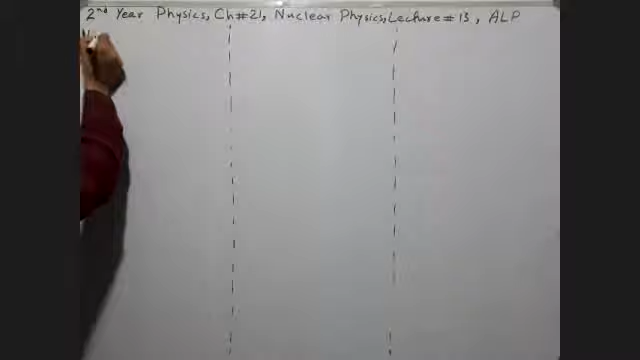 2nd Year Physics, Ch#21, Nuclear Physics, Lecture#13, ALP
N